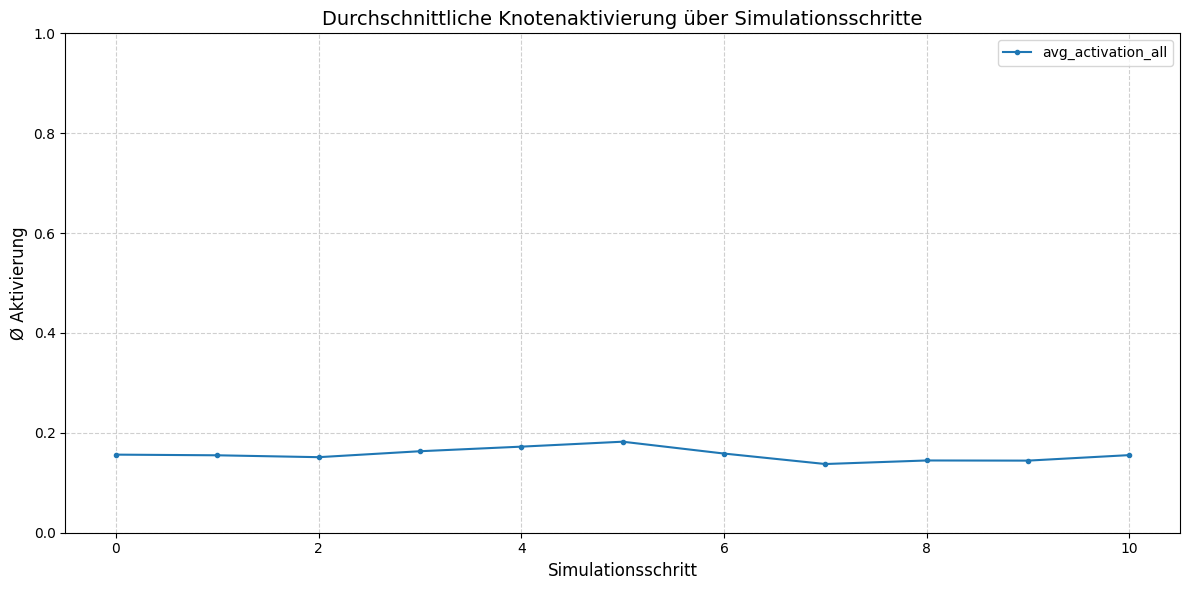 Durchschnittliche Knotenaktivierung über Simulationsschritte
1.0
avg_activation_all
0.8
0.6
Ø Aktivierung
0.4
0.2
0.0
0 2 4 6 8 10
Simulationsschritt